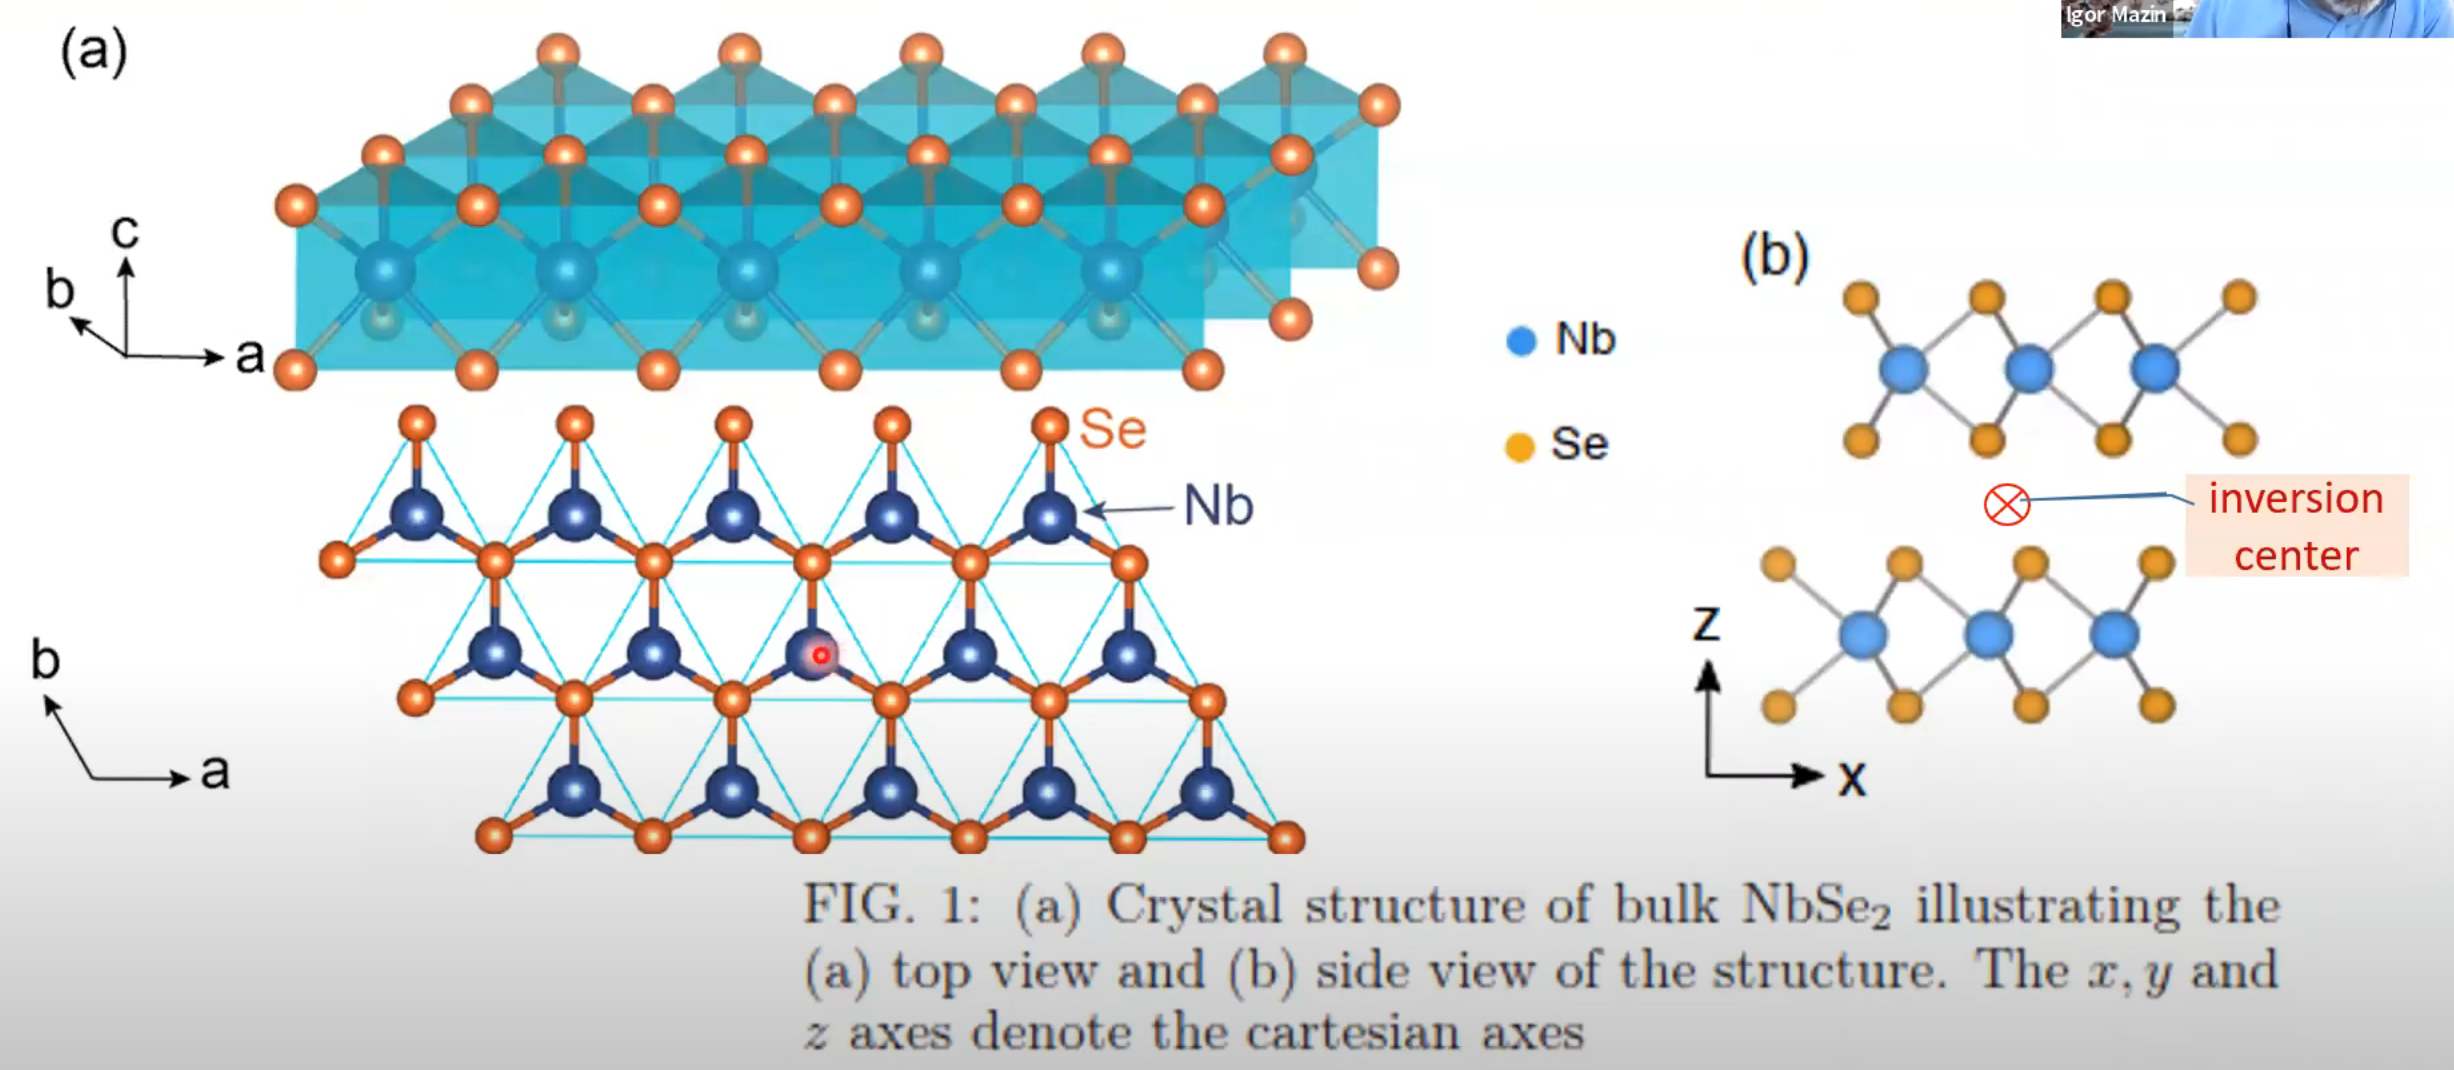 Igor Mazin
(a)
c
b
a
Se
Nb
b
a
(b)
Nb
Se
inversion
center
z
x
FIG. 1: (a) Crystal structure of bulk NbSe₂ illustrating the
(a) top view and (b) side view of the structure. The x, y and
z axes denote the cartesian axes